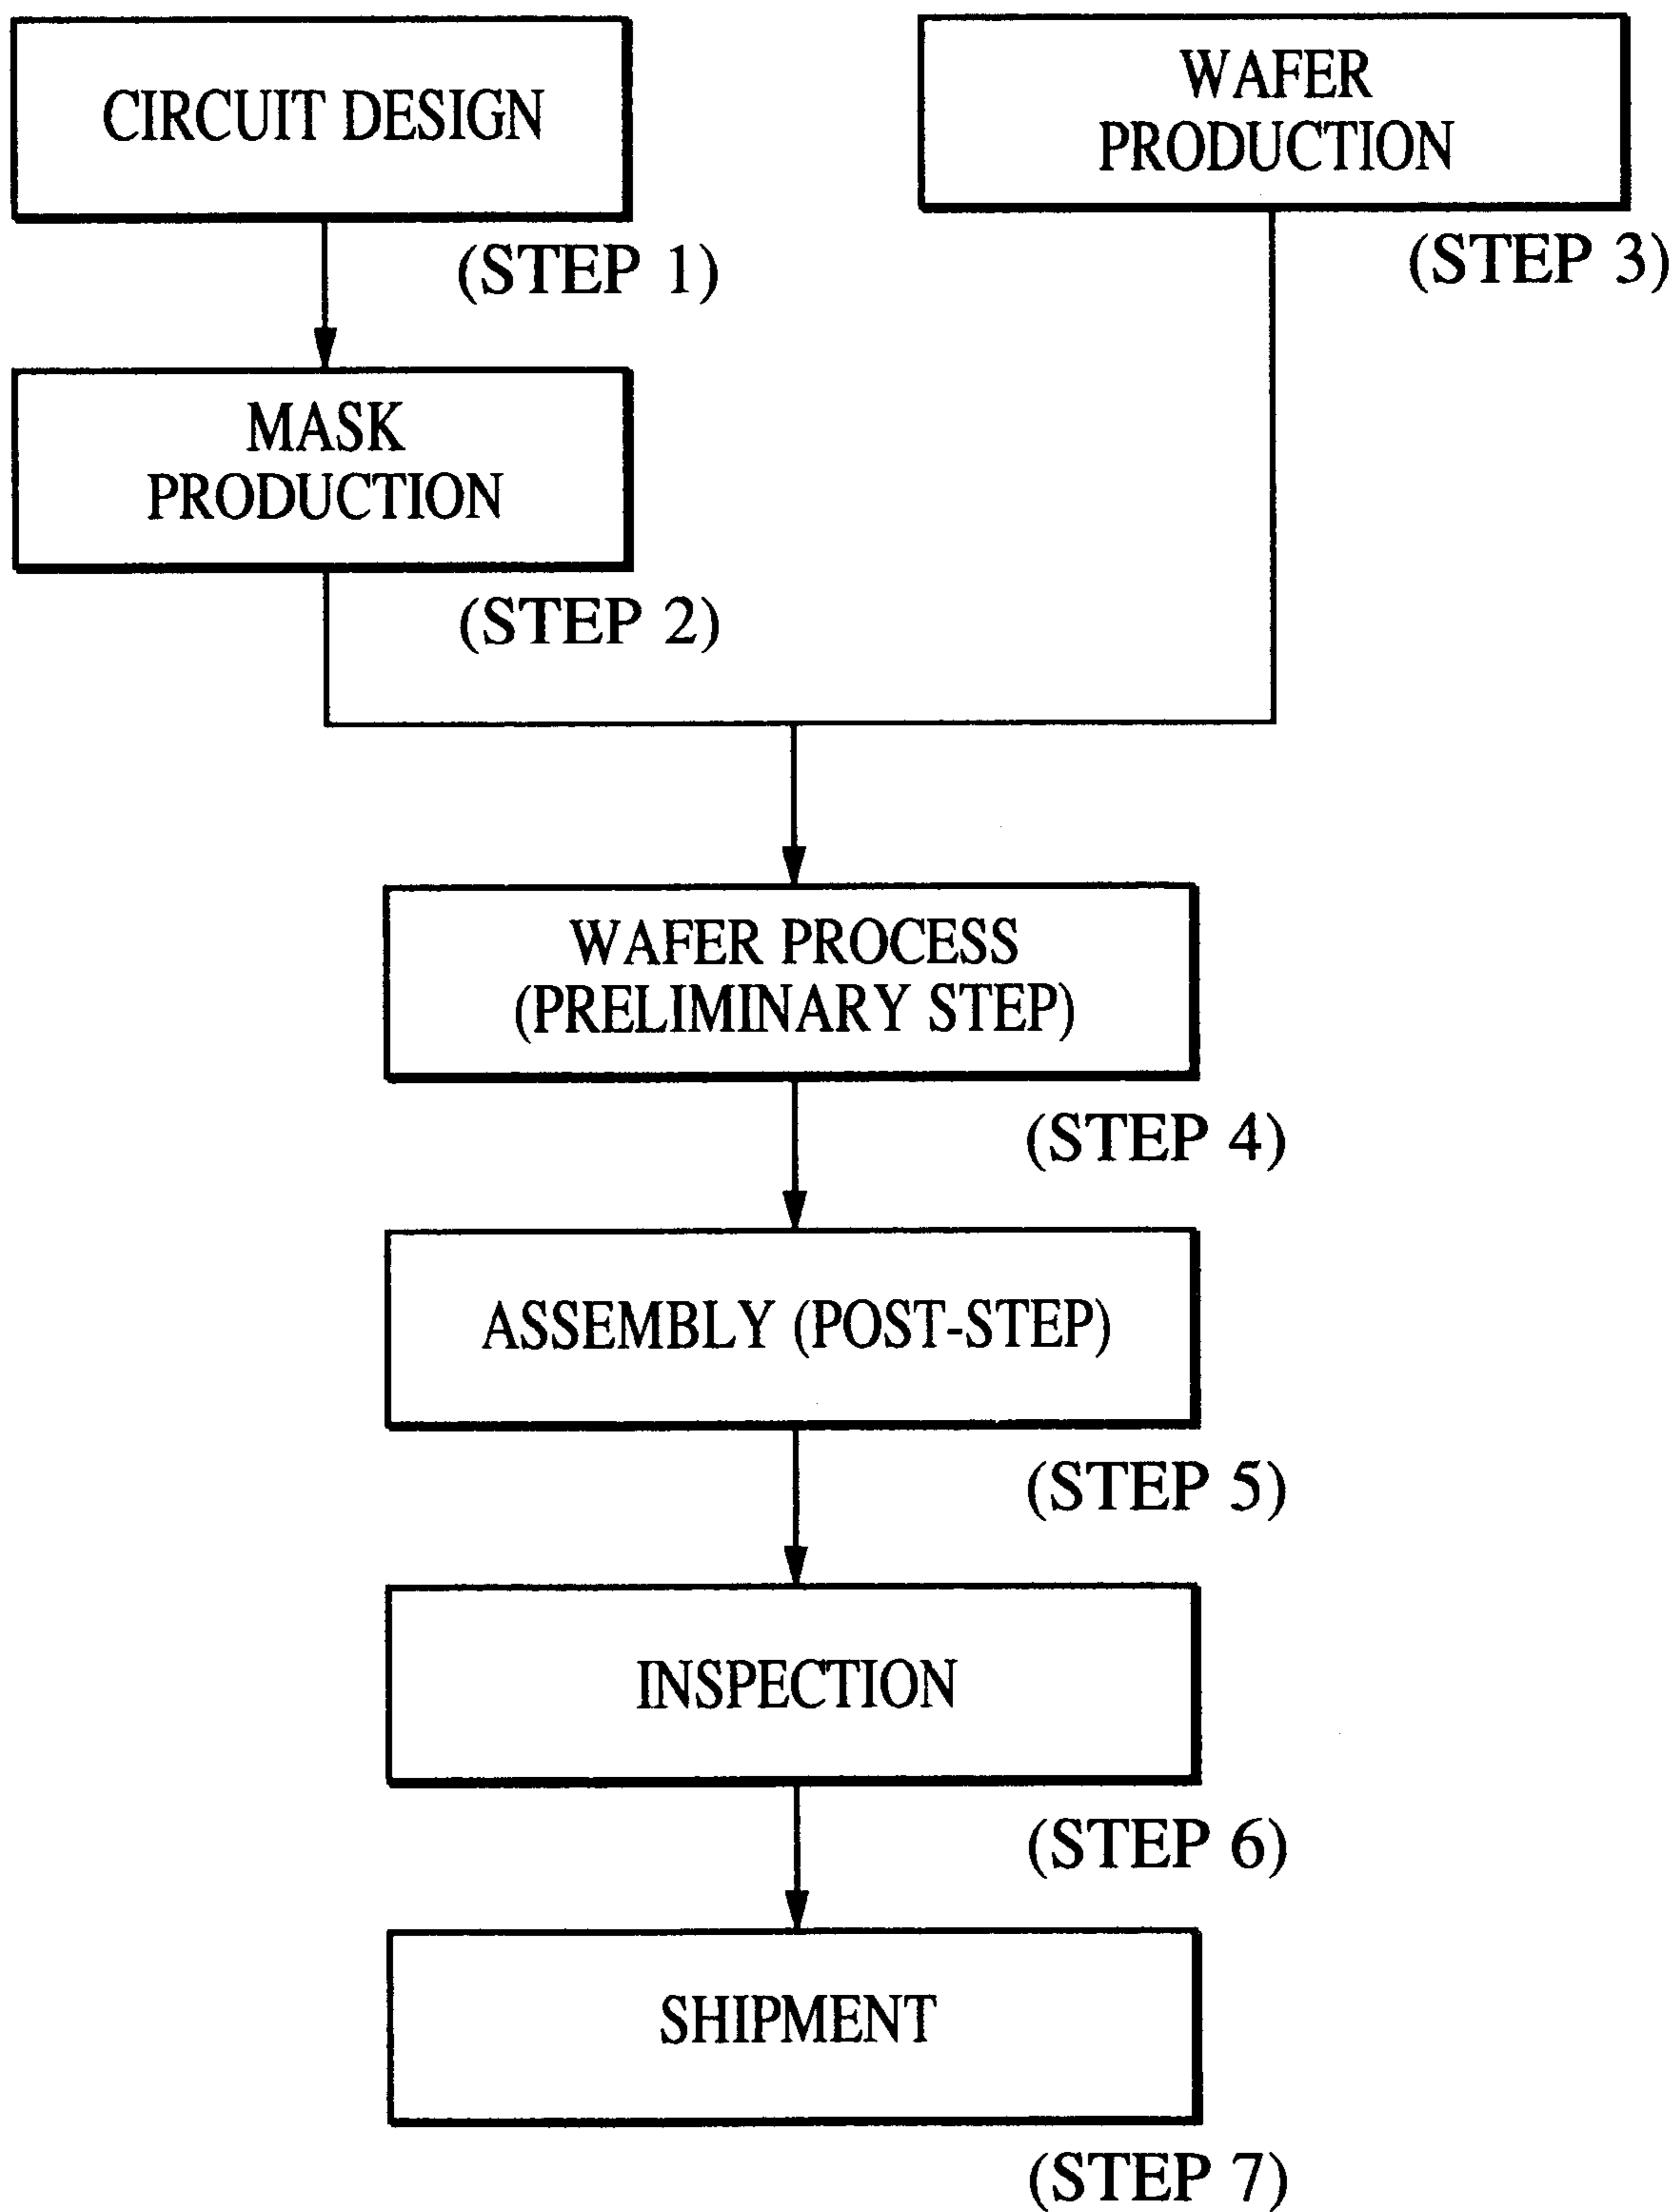 CIRCUIT DESIGN
(STEP 1)
MASK
PRODUCTION
(STEP 2)
WAFER
PRODUCTION
(STEP 3)
WAFER PROCESS
(PRELIMINARY STEP)
(STEP 4)
ASSEMBLY (POST-STEP)
(STEP 5)
INSPECTION
(STEP 6)
SHIPMENT
(STEP 7)